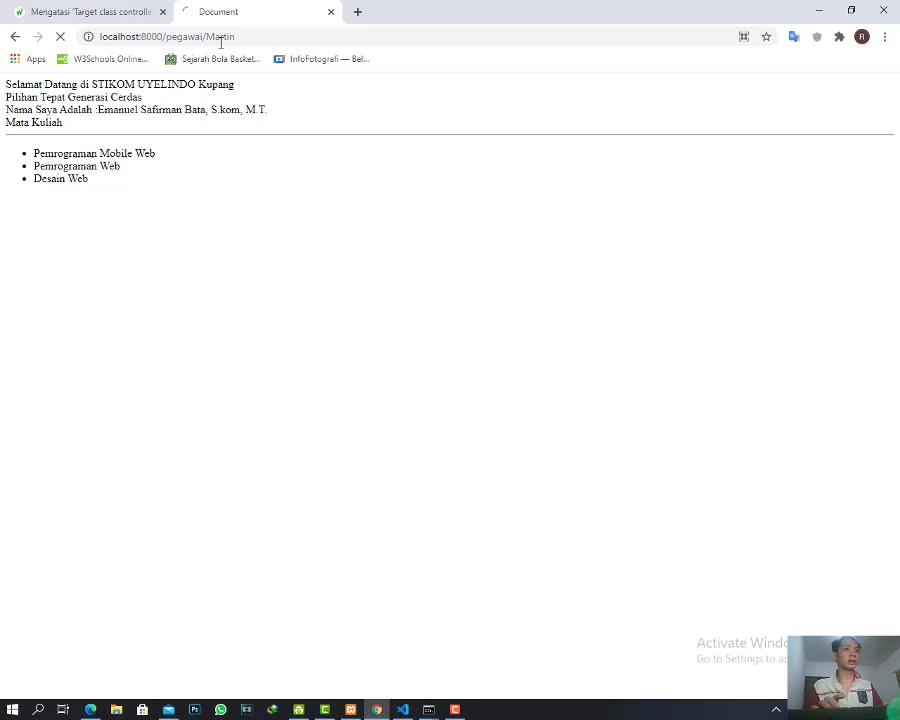 Mengatasi 'Target class controlle
Document
localhost:8000/pegawai/Martin
R
Apps
W3Schools Online...
Sejarah Bola Basket...
InfoFotografi — Bel...
Selamat Datang di STIKOM UYELINDO Kupang
Pilihan Tepat Generasi Cerdas
Nama Saya Adalah :Emanuel Safirman Bata, S.kom, M.T.
Mata Kuliah
Pemrograman Mobile Web
Pemrograman Web
Desain Web
Activate Windo
Go to Settings to ac